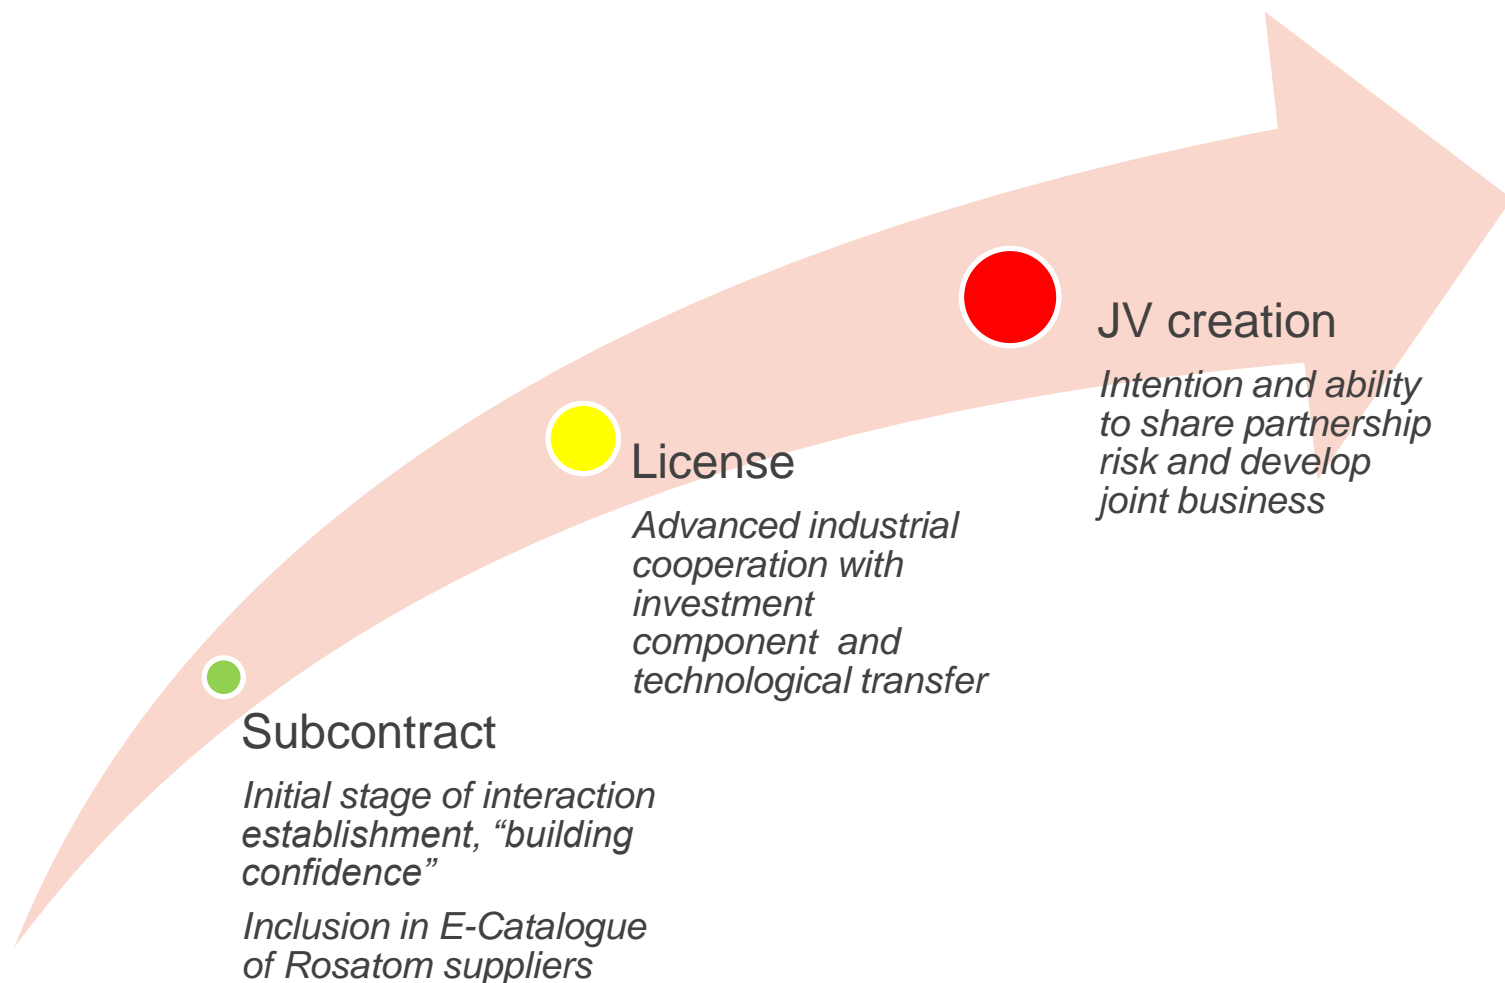 Subcontract
Initial stage of interaction
establishment, “building
confidence”
Inclusion in E-Catalogue
of Rosatom suppliers
License
Advanced industrial
cooperation with
investment
component  and
technological transfer
JV creation
Intention and ability
to share partnership
risk and develop
joint business